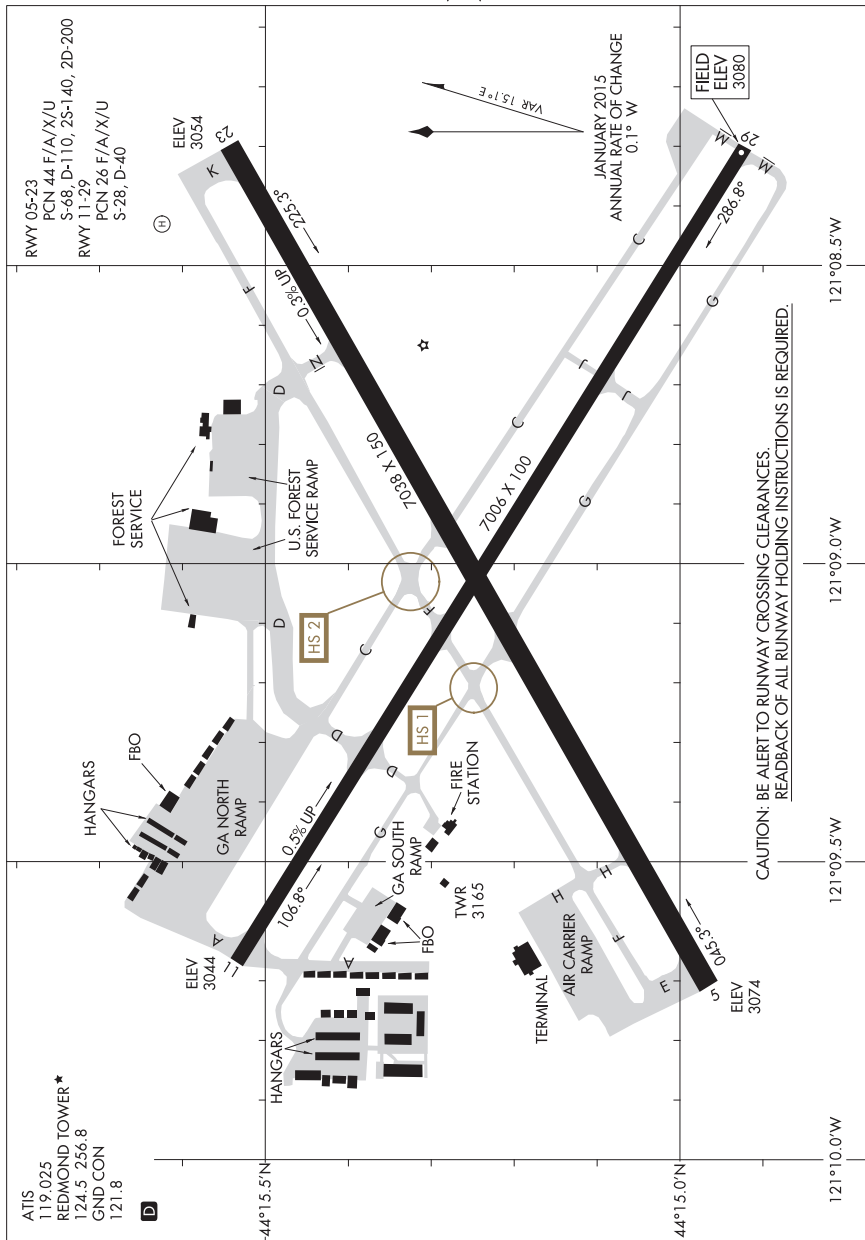 ATIS
119.025
REDMOND TOWER★
124.5 256.8
GND CON
121.8
D
RWY 05-23
PCN 44 F/A/X/U
S-68, D-110, 2S-140, 2D-200
RWY 11-29
PCN 26 F/A/X/U
S-28, D-40
H
ELEV
3054
23
K
225.3°
0.3% UP
F
N
D
FOREST
SERVICE
U.S. FOREST
SERVICE RAMP
7038 X 150
VAR 15.1° E
JANUARY 2015
ANNUAL RATE OF CHANGE
0.1° W
FIELD
ELEV
3080
29
M
M
286.8°
C
G
J
J
C
G
7006 X 100
HS 2
F
D
C
HS 1
D
D
G
HANGARS
FBO
GA NORTH
RAMP
0.5% UP
106.8°
A
11
ELEV
3044
A
GA SOUTH
RAMP
FBO
FIRE
STATION
TWR
3165
HANGARS
TERMINAL
AIR CARRIER
RAMP
H
H
F
E
5
045.3°
ELEV
3074
CAUTION: BE ALERT TO RUNWAY CROSSING CLEARANCES.
READBACK OF ALL RUNWAY HOLDING INSTRUCTIONS IS REQUIRED.
44°15.5'N
44°15.0'N
121°10.0'W
121°09.5'W
121°09.0'W
121°08.5'W